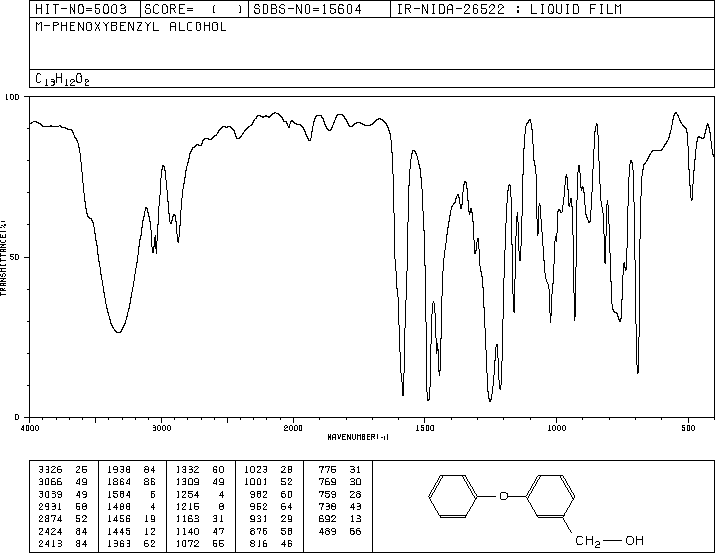 HIT-NO=5003 SCORE= ( ) SDBS-NO=15604 IR-NIDA-26522 : LIQUID FILM
M-PHENOXYBENZYL ALCOHOL
C13H12O2
100
50
0
TRANSMITTANCE(%)
4000 3000 2000 1500 1000 500
WAVENUMBER(-1)
3326 26 1938 84 1332 60 1023 28 775 31
3066 49 1864 86 1309 49 1001 52 769 30
3039 49 1584 6 1254 4 982 60 759 28
2931 60 1488 4 1215 8 962 64 738 43
2874 52 1456 19 1163 31 931 29 692 13
2424 84 1445 12 1140 47 876 58 489 66
2413 84 1363 62 1072 55 816 46
O
CH2 OH